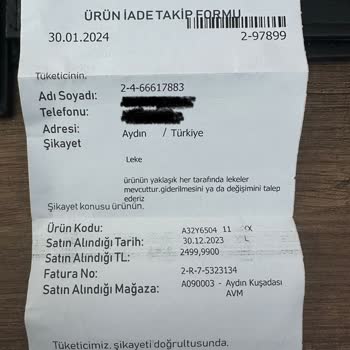 ÜRÜN İADE TAKİP FORMU
30.01.2024 2-97899
Tüketicinin,
2-4-66617883
Adı Soyadı:
Telefonu:
Adresi: Aydın / Türkiye
Şikayet
Leke
ürünün yaklaşık her tarafında lekeler
mevcuttur.giderilmesini ya da değişimini talep
ederiz
Şikayet konusu ürünün,
Ürün Kodu: A32Y6504 11
Satın Alındığı Tarih: 30.12.2023 L
Satın Alındığı TL: 2499,9900
Fatura No: 2-R-7-5323134
Satın Alındığı Mağaza: A090003 - Aydın Kuşadası
AVM
Tüketicimiz, şikayeti doğrultusunda.